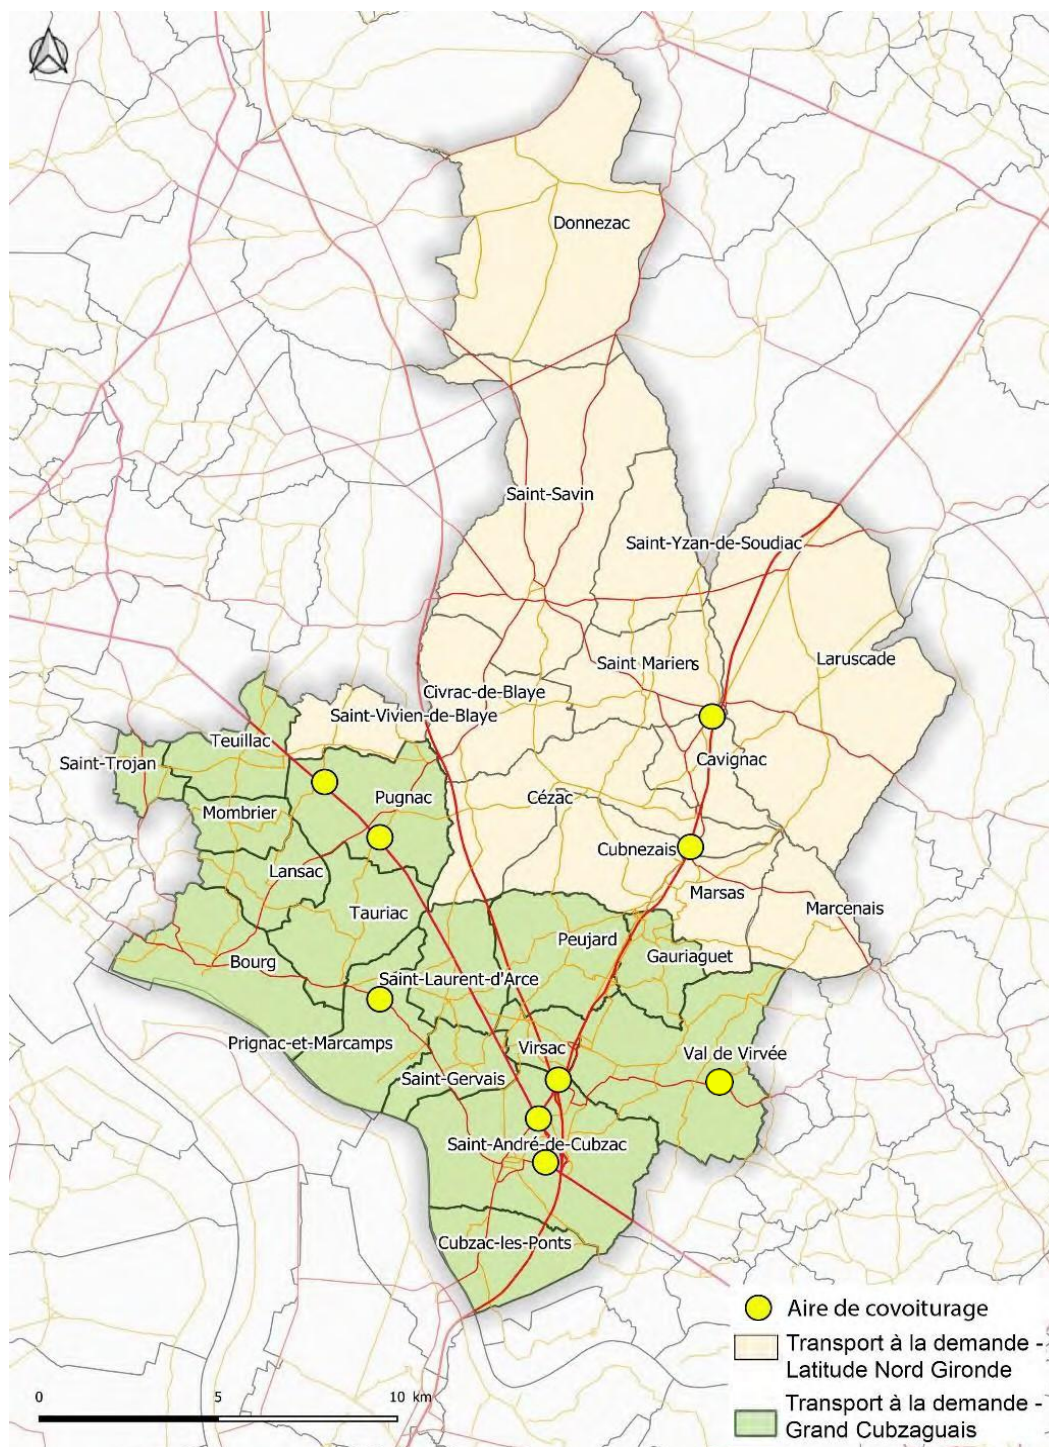 Donnezac
Saint-Savin
Saint-Yzan-de-Soudiac
Saint Mariens
Laruscade
Civrac-de-Blaye
Saint-Vivien-de-Blaye
Teuillac
Saint-Trojan
Cavignac
Pugnac
Cézac
Mombrier
Cubnezais
Lansac
Marsas
Marcenais
Tauriac
Peujard
Gauriaguet
Bourg
Saint-Laurent-d'Arce
Prignac-et-Marcamps
Virsac
Val de Virvée
Saint-Gervais
Saint-André-de-Cubzac
Cubzac-les-Ponts
Aire de covoiturage
Transport à la demande -
Latitude Nord Gironde
Transport à la demande -
Grand Cubzaguais
0 5 10 km